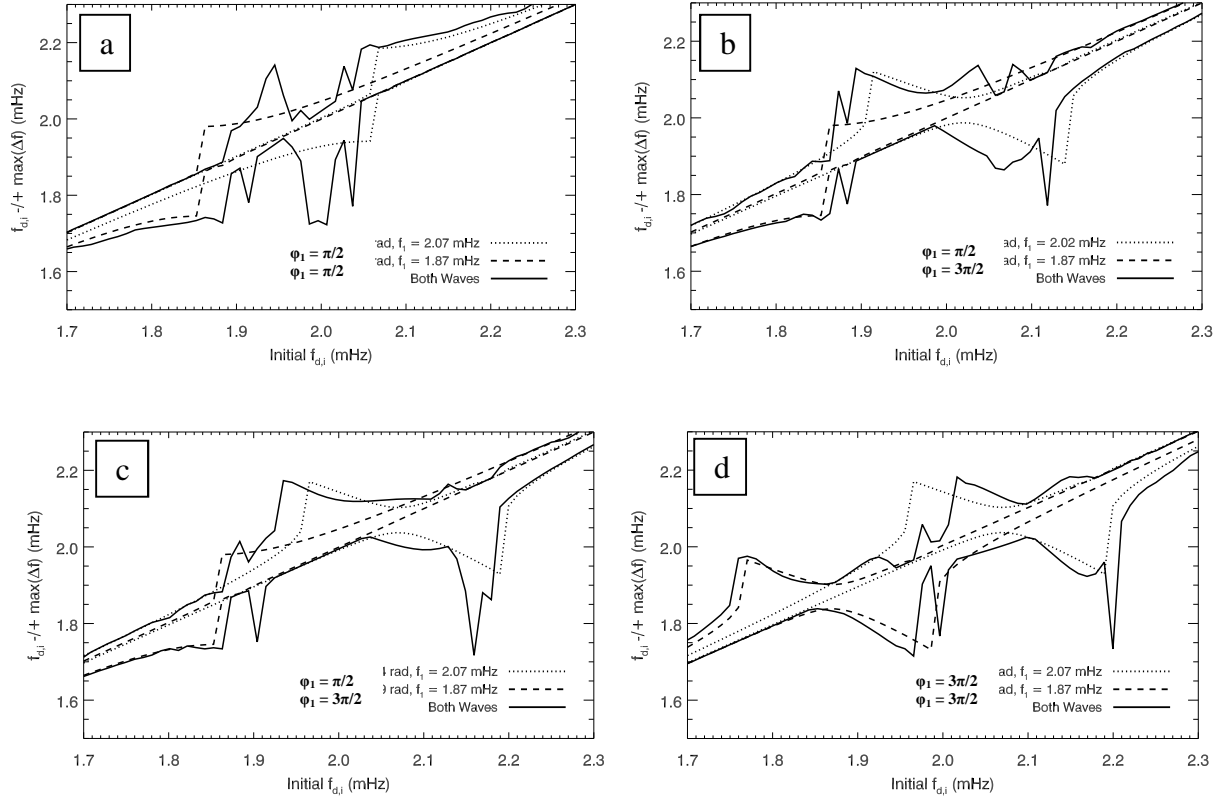 a
f_d,i -/+ max(Δf) (mHz)
2.2
2.0
1.8
1.6
φ₁ = π/2
φ₁ = π/2
rad, f₁ = 2.07 mHz
rad, f₁ = 1.87 mHz
Both Waves
1.7 1.8 1.9 2.0 2.1 2.2 2.3
Initial f_d,i (mHz)
b
f_d,i -/+ max(Δf) (mHz)
2.2
2.0
1.8
1.6
φ₁ = π/2
φ₁ = 3π/2
ad, f₁ = 2.02 mHz
ad, f₁ = 1.87 mHz
Both Waves
1.7 1.8 1.9 2.0 2.1 2.2 2.3
Initial f_d,i (mHz)
c
f_d,i -/+ max(Δf) (mHz)
2.2
2.0
1.8
1.6
φ₁ = π/2
φ₁ = 3π/2
rad, f₁ = 2.07 mHz
rad, f₁ = 1.87 mHz
Both Waves
1.7 1.8 1.9 2.0 2.1 2.2 2.3
Initial f_d,i (mHz)
d
f_d,i -/+ max(Δf) (mHz)
2.2
2.0
1.8
1.6
φ₁ = 3π/2
φ₁ = 3π/2
ad, f₁ = 2.07 mHz
ad, f₁ = 1.87 mHz
Both Waves
1.7 1.8 1.9 2.0 2.1 2.2 2.3
Initial f_d,i (mHz)